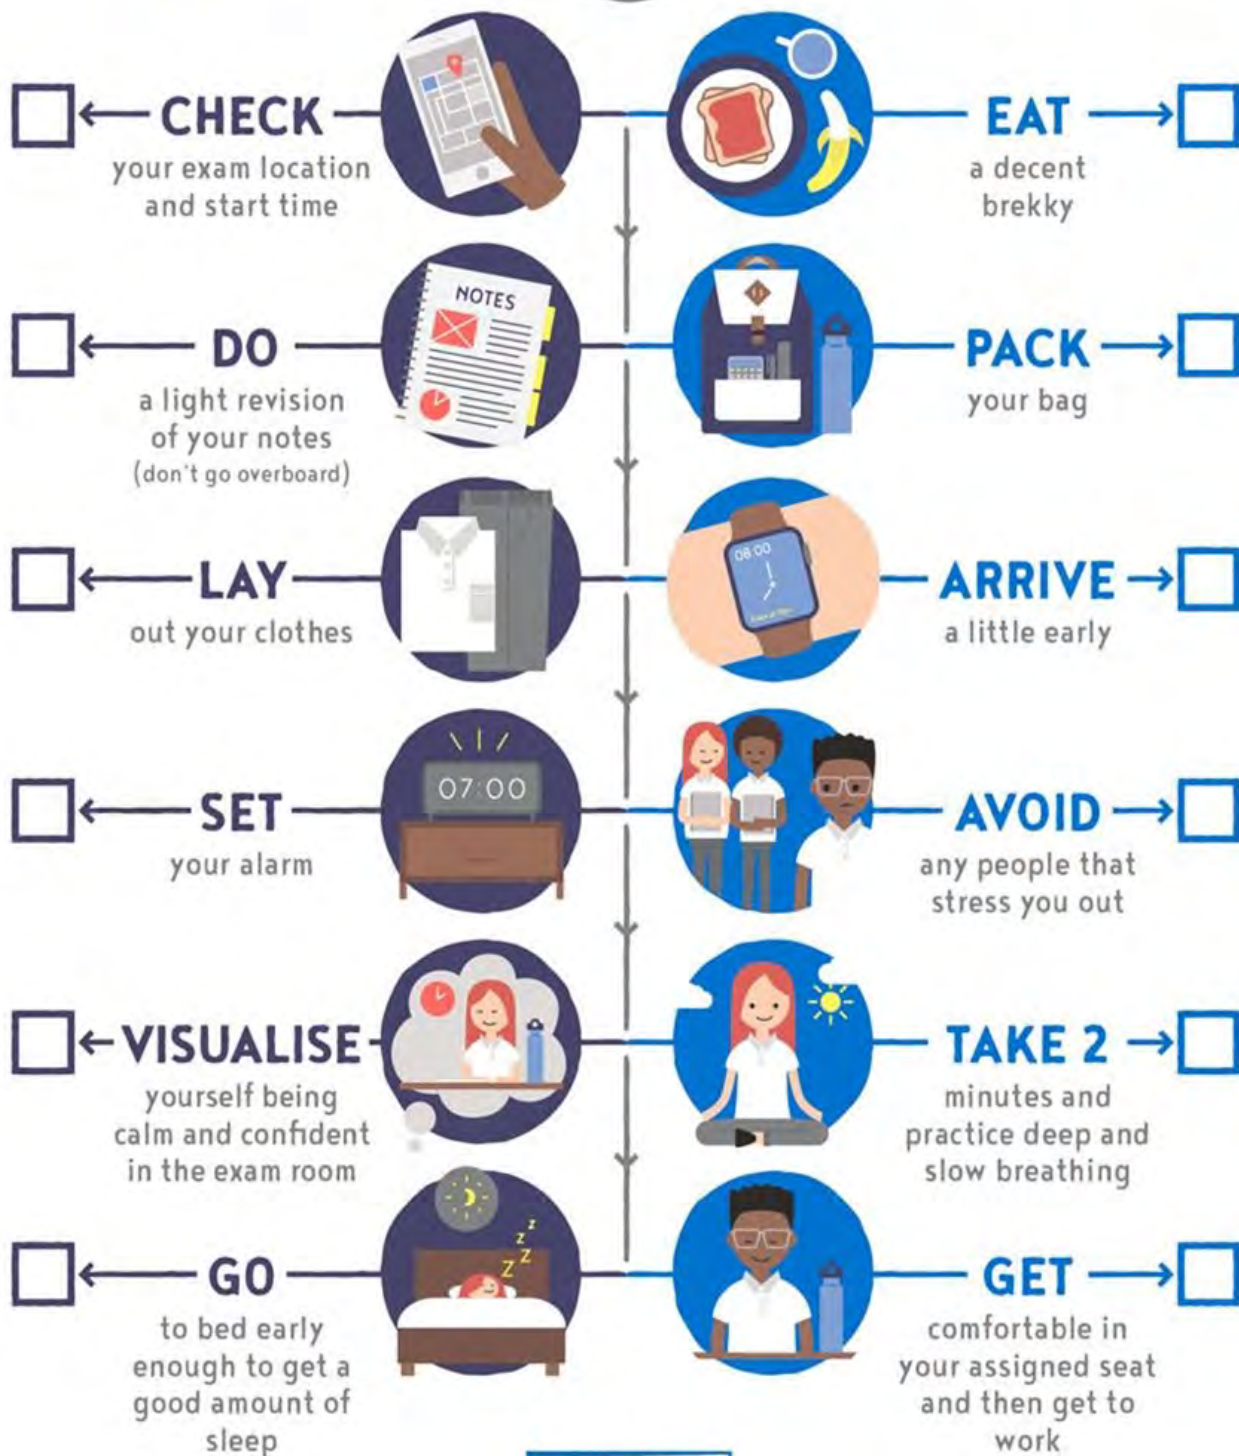 CHECK
your exam location
and start time
DO
a light revision
of your notes
(don't go overboard)
NOTES
LAY
out your clothes
SET
your alarm
07:00
VISUALISE
yourself being
calm and confident
in the exam room
GO
to bed early
enough to get a
good amount of
sleep
z
z
Z
Z
EAT
a decent
brekky
PACK
your bag
08:00
ARRIVE
a little early
AVOID
any people that
stress you out
TAKE 2
minutes and
practice deep and
slow breathing
GET
comfortable in
your assigned seat
and then get to
work